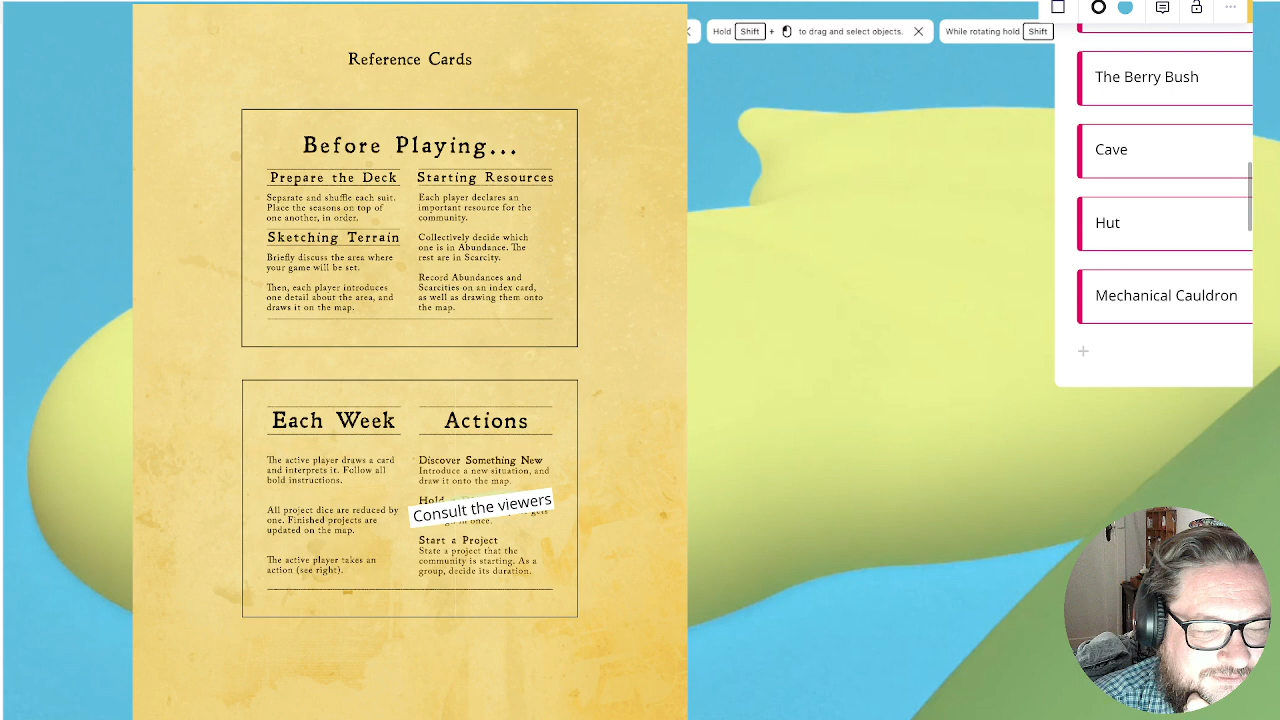 Hold Shift + to drag and select objects.
While rotating hold Shift
Reference Cards
Before Playing...
Prepare the Deck
Separate and shuffle each suit.
Place the seasons on top of
one another, in order.
Sketching Terrain
Briefly discuss the area where
your game will be set.
Then, each player introduces
one detail about the area, and
draws it on the map.
Starting Resources
Each player declares an
important resource for the
community.
Collectively decide which
one is in Abundance. The
rest are in Scarcity.
Record Abundances and
Scarcities on an index card,
as well as drawing them onto
the map.
Each Week
The active player draws a card
and interprets it. Follow all
bold instructions.
All project dice are reduced by
one. Finished projects are
updated on the map.
The active player takes an
action (see right).
Actions
Discover Something New
Introduce a new situation, and
draw it onto the map.
Hold
Consult the viewers
gets
in once.
Start a Project
State a project that the
community is starting. As a
group, decide its duration.
The Berry Bush
Cave
Hut
Mechanical Cauldron